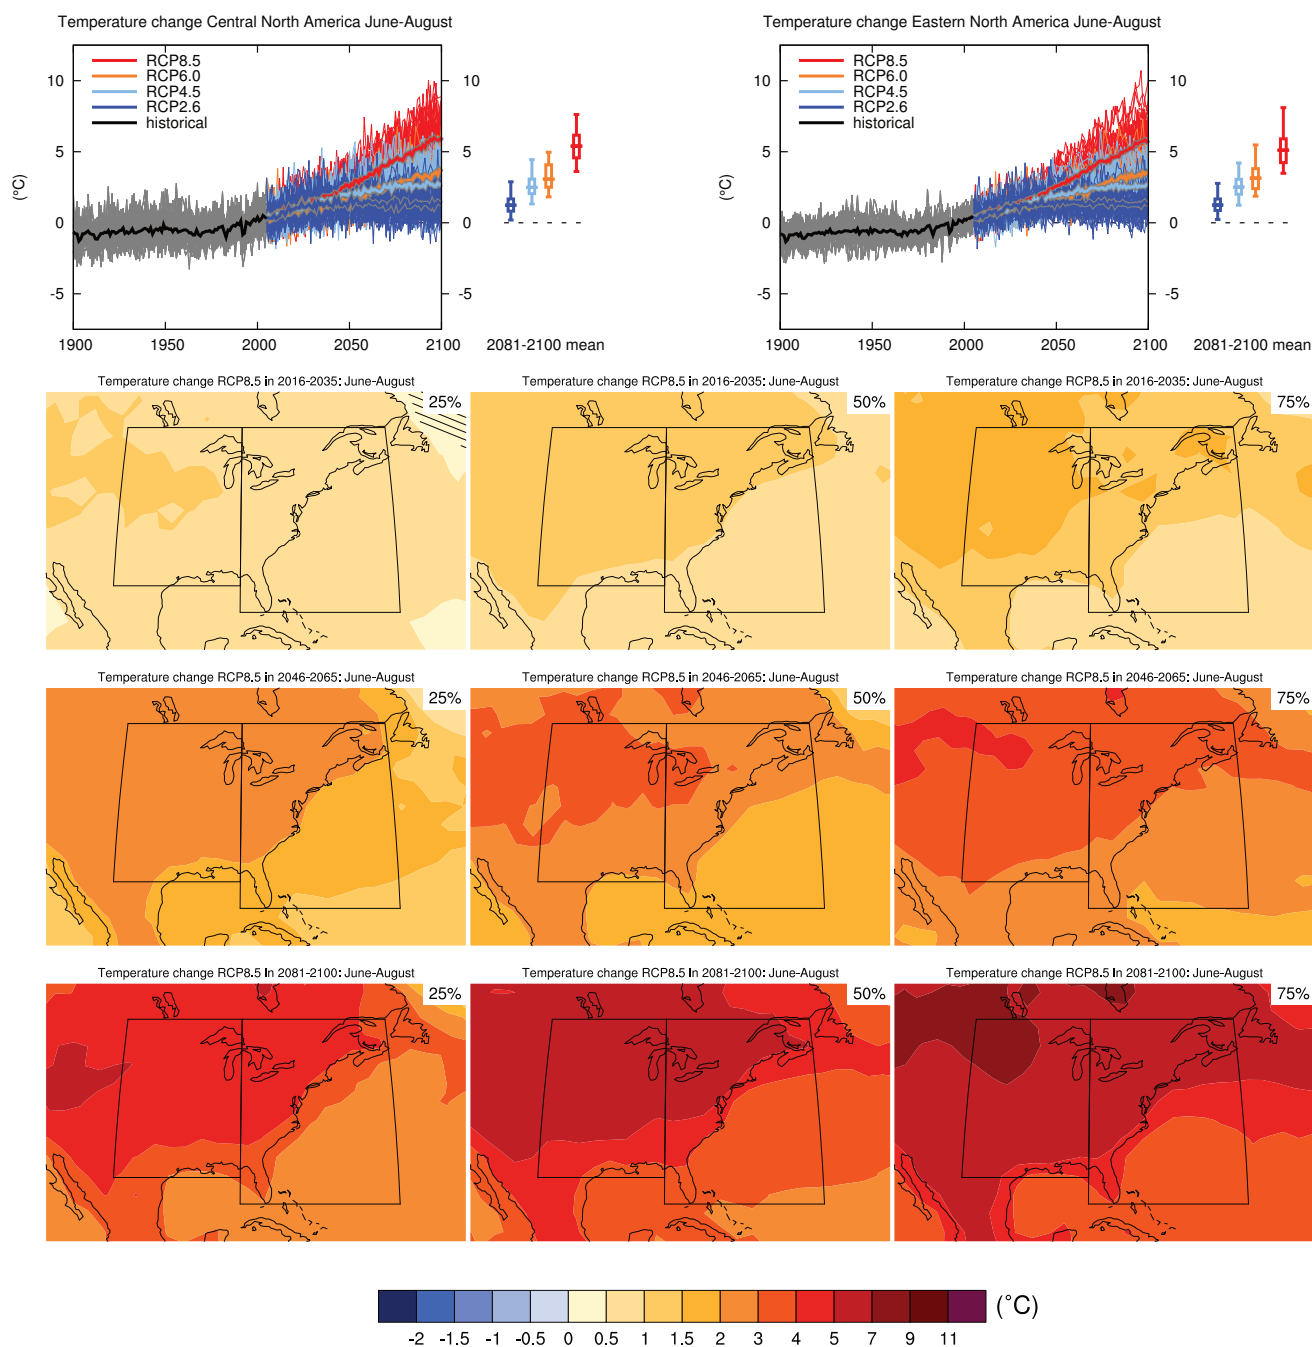 Temperature change Central North America June-August
Temperature change Eastern North America June-August
RCP8.5
RCP6.0
RCP4.5
RCP2.6
historical
(°C)
10
5
0
-5
10
5
0
-5
1900 1950 2000 2050 2100
2081-2100 mean
RCP8.5
RCP6.0
RCP4.5
RCP2.6
historical
(°C)
10
5
0
-5
10
5
0
-5
1900 1950 2000 2050 2100
2081-2100 mean
Temperature change RCP8.5 in 2016-2035: June-August
25%
Temperature change RCP8.5 in 2016-2035: June-August
50%
Temperature change RCP8.5 in 2016-2035: June-August
75%
Temperature change RCP8.5 in 2046-2065: June-August
25%
Temperature change RCP8.5 in 2046-2065: June-August
50%
Temperature change RCP8.5 in 2046-2065: June-August
75%
Temperature change RCP8.5 in 2081-2100: June-August
25%
Temperature change RCP8.5 in 2081-2100: June-August
50%
Temperature change RCP8.5 in 2081-2100: June-August
75%
(°C)
-2 -1.5 -1 -0.5 0 0.5 1 1.5 2 3 4 5 7 9 11